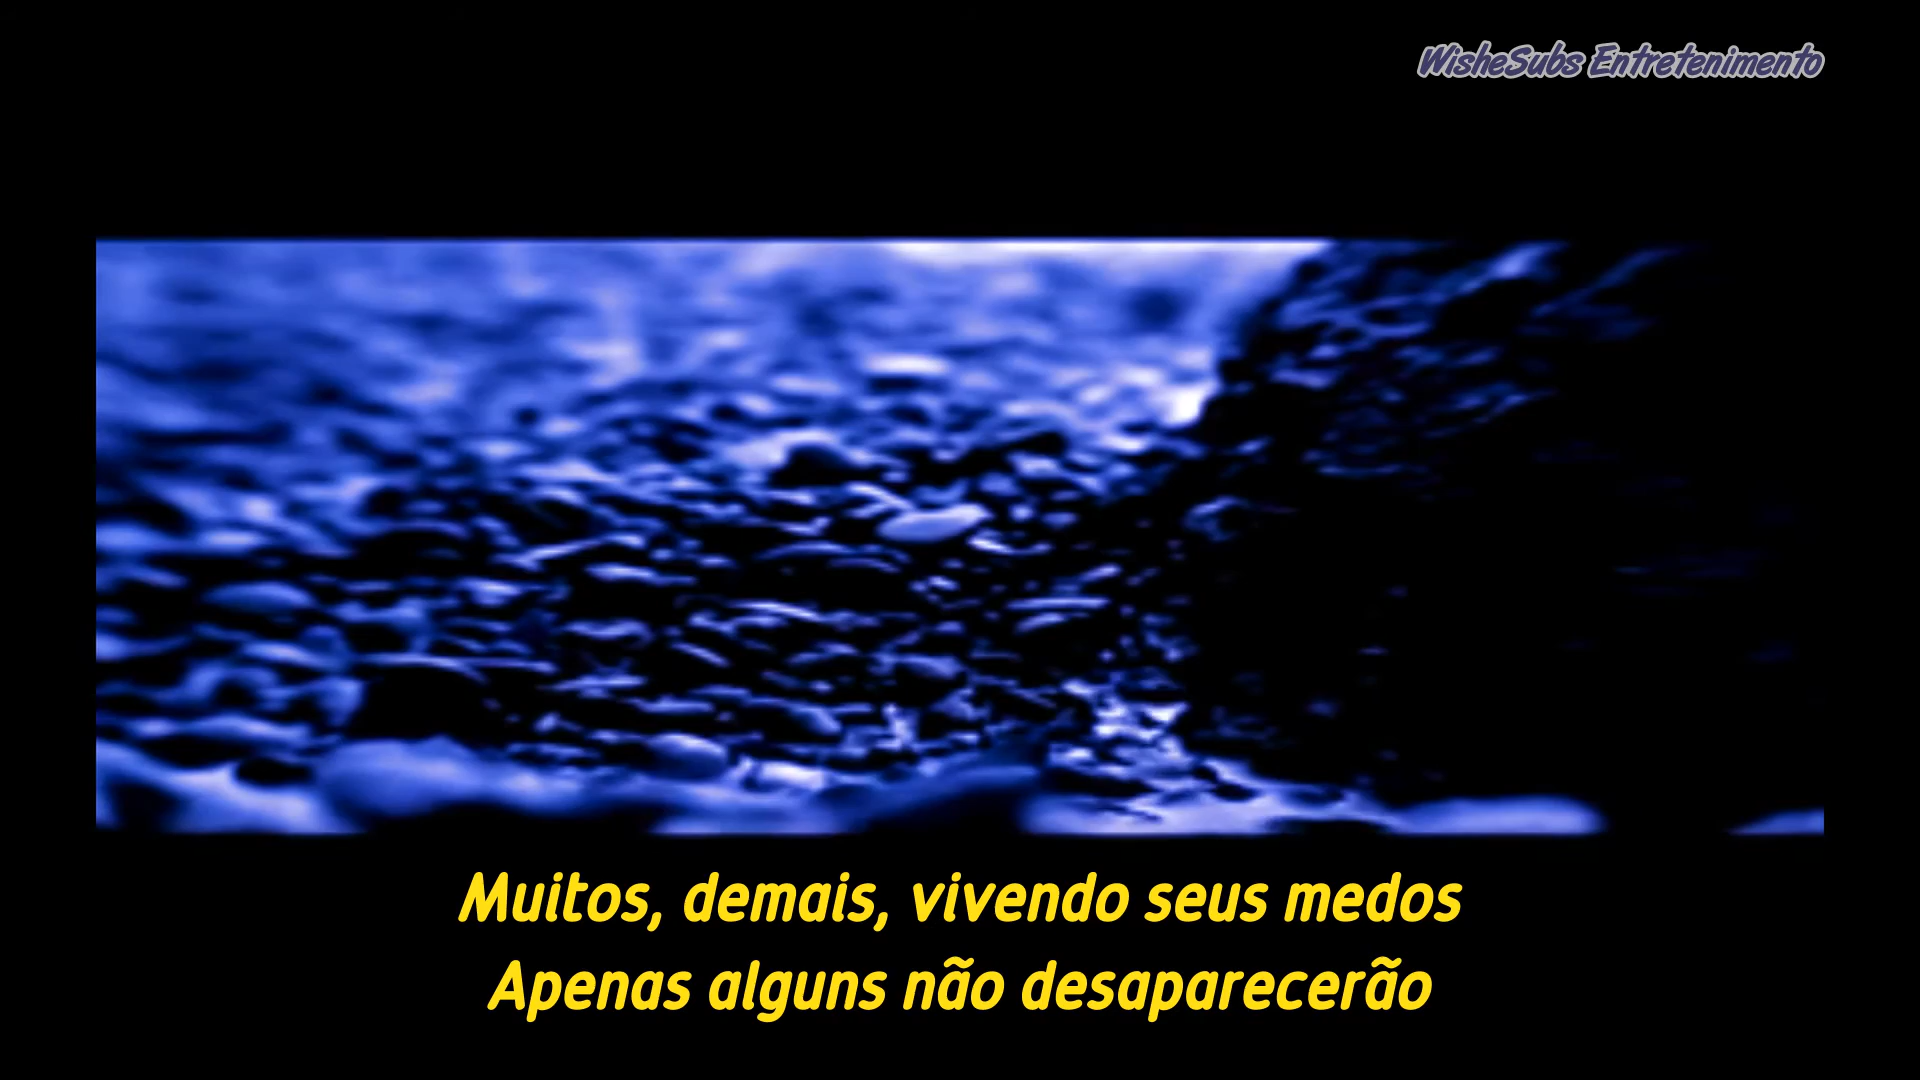 WisheSubs Entretenimento
Muitos, demais, vivendo seus medos
Apenas alguns não desaparecerão